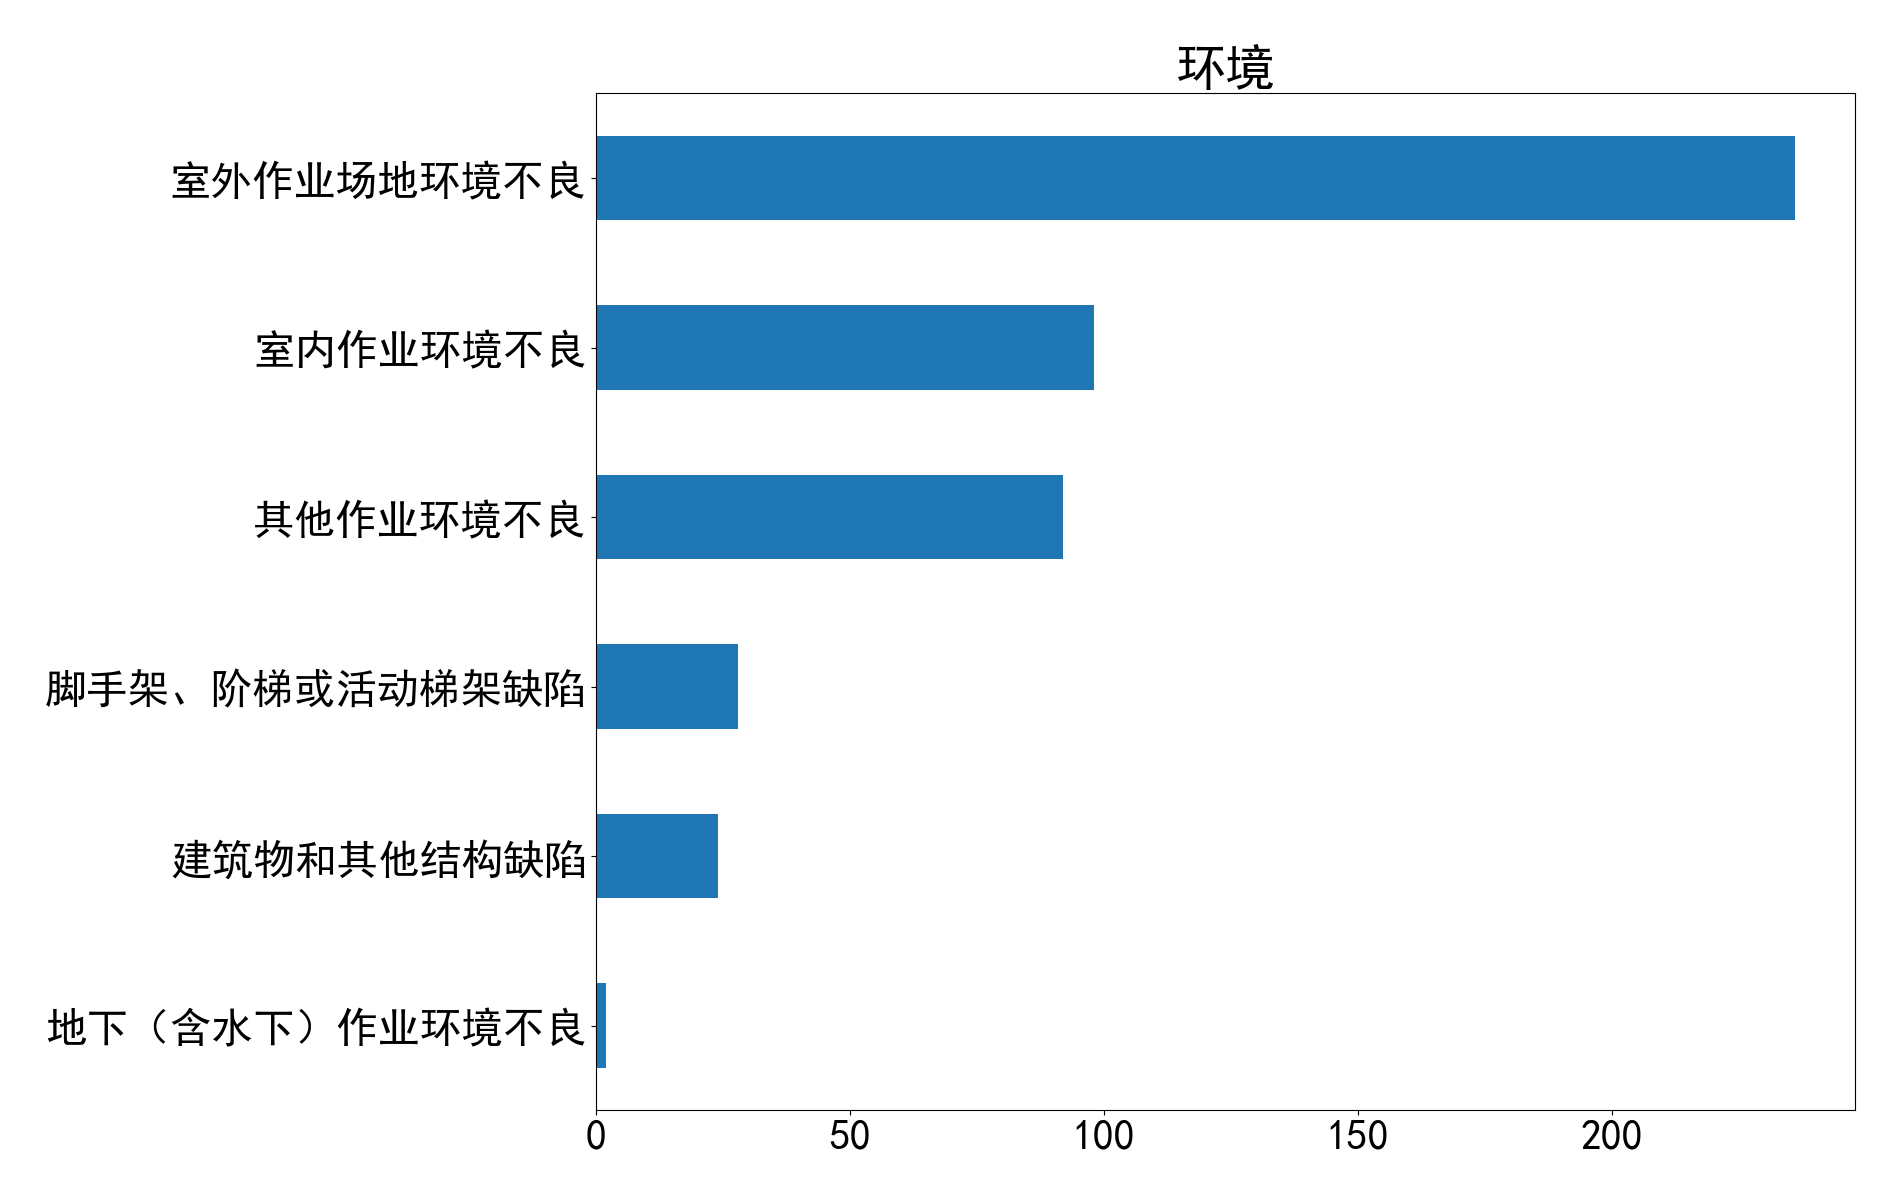 环境
室外作业场地环境不良
室内作业环境不良
其他作业环境不良
脚手架、阶梯或活动梯架缺陷
建筑物和其他结构缺陷
地下（含水下）作业环境不良
0 50 100 150 200